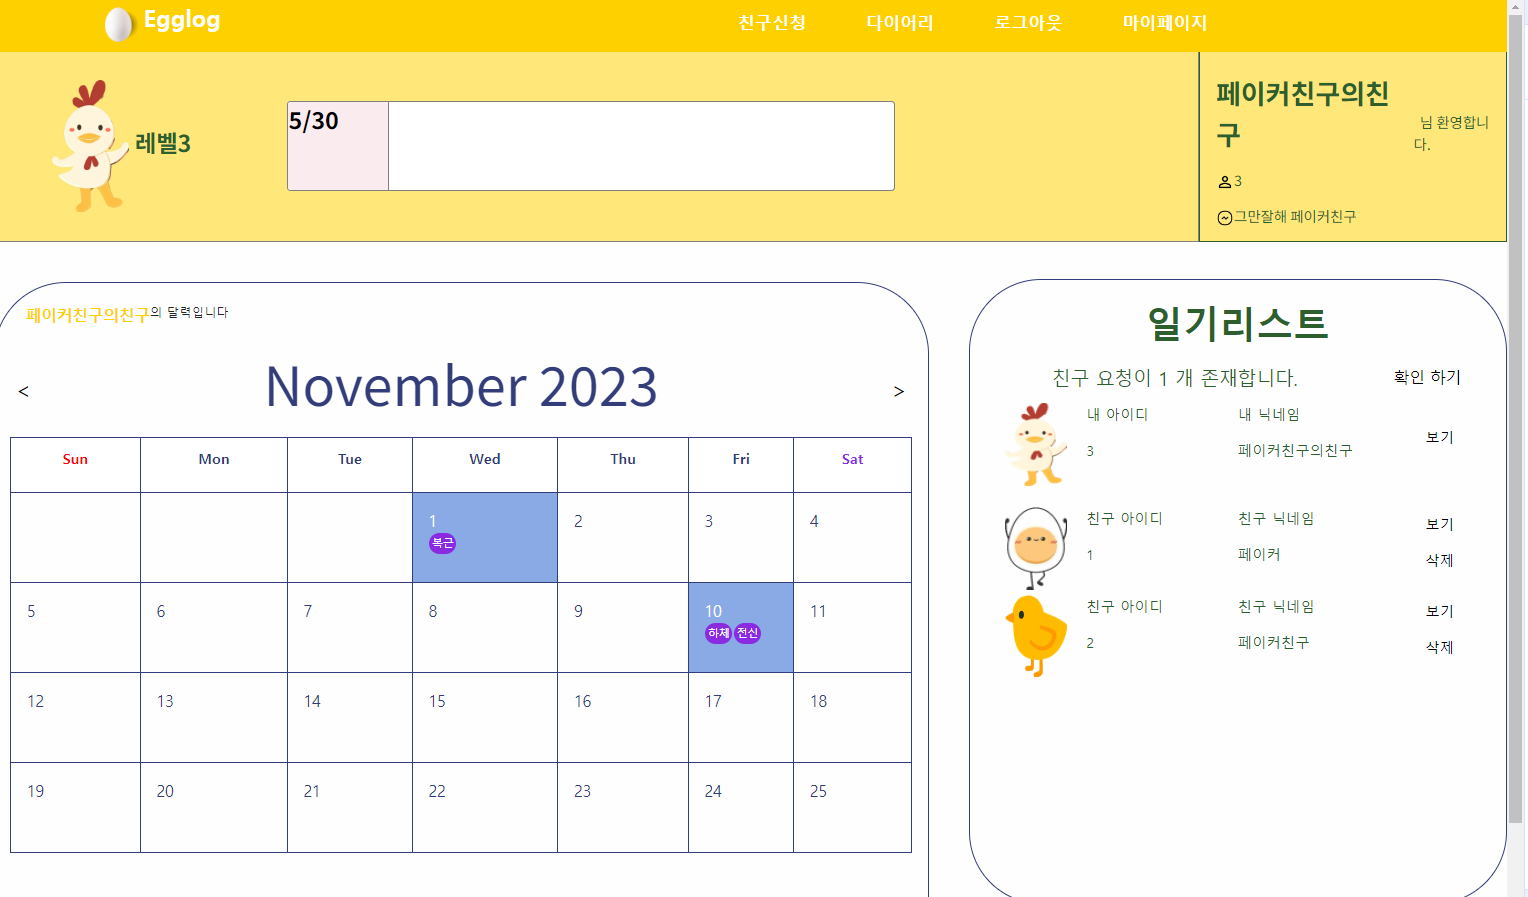 Egglog
친구신청 다이어리 로그아웃 마이페이지
레벨3
5/30
페이커친구의친
구
님 환영합니
다.
3
그만잘해 페이커친구
페이커친구의친구의 달력입니다
< November 2023 >
Sun Mon Tue Wed Thu Fri Sat
1 2 3 4
복근
5 6 7 8 9 10 11
하체 전신
12 13 14 15 16 17 18
19 20 21 22 23 24 25
일기리스트
친구 요청이 1 개 존재합니다. 확인 하기
내 아이디 내 닉네임
보기
3 페이커친구의친구
친구 아이디 친구 닉네임 보기
1 페이커 삭제
친구 아이디 친구 닉네임 보기
2 페이커친구 삭제